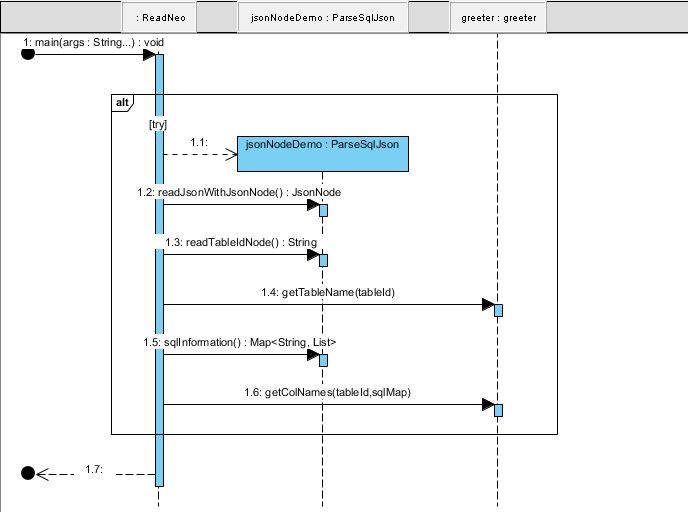 : ReadNeo
jsonNodeDemo : ParseSqlJson
greeter : greeter
1: main(args : String...) : void
alt
[try]
1.1:
jsonNodeDemo : ParseSqlJson
1.2: readJsonWithJsonNode() : JsonNode
1.3: readTableIdNode() : String
1.4: getTableName(tableId)
1.5: sqlInformation() : Map<String, List>
1.6: getColNames(tableId,sqlMap)
1.7: